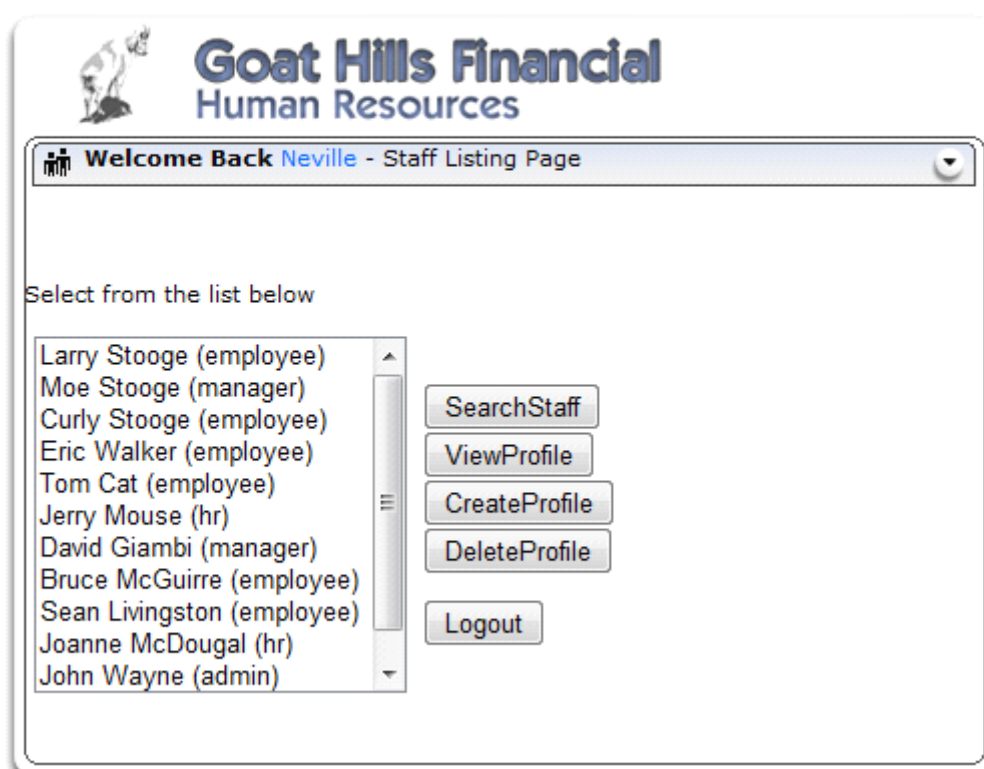 Goat Hills Financial
Human Resources
Welcome Back Neville - Staff Listing Page
Select from the list below
Larry Stooge (employee)
Moe Stooge (manager)
Curly Stooge (employee)
Eric Walker (employee)
Tom Cat (employee)
Jerry Mouse (hr)
David Giambi (manager)
Bruce McGuirre (employee)
Sean Livingston (employee)
Joanne McDougal (hr)
John Wayne (admin)
SearchStaff
ViewProfile
CreateProfile
DeleteProfile
Logout